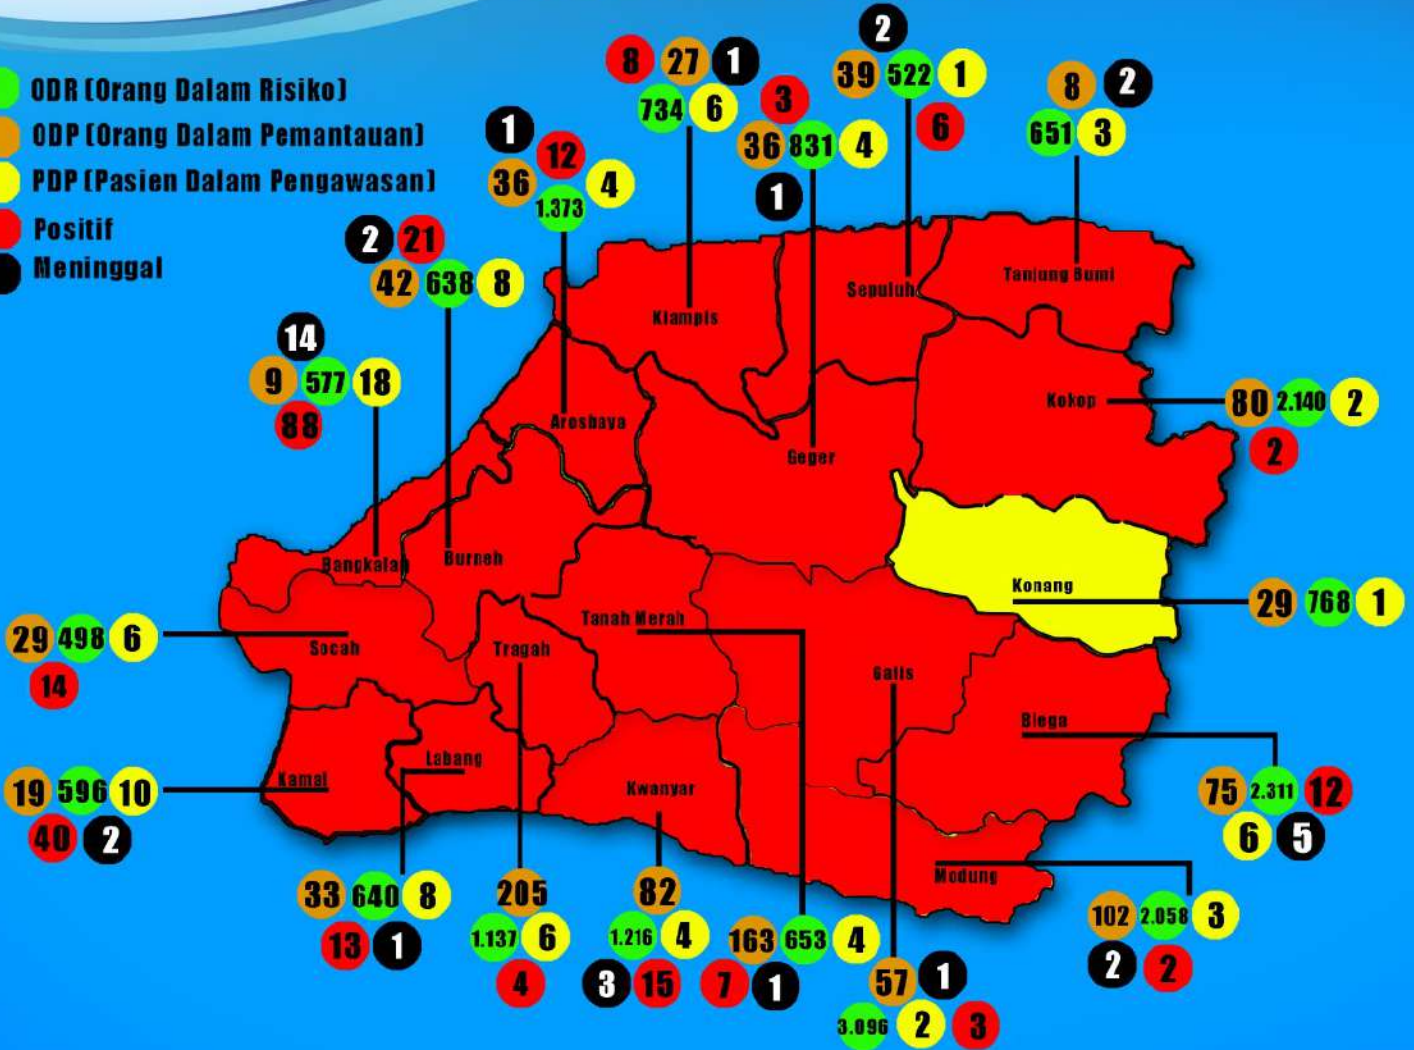 ODR (Orang Dalam Risiko)
ODP (Orang Dalam Pemantauan)
PDP (Pasien Dalam Pengawasan)
Positif
Meninggal
2
8 27 1
39 522 1
8 2
734 6
3
6
651 3
1
12
36 831 4
36 4
1.373
1
2 21
42 638 8
14
9 577 18
88
Klampis
Sepuluh
Tanjung Bumi
Arosbaya
Geger
Kokop
80 2.140 2
2
Bangkalan
Burneh
Konang
29 768 1
29 498 6
14
Socah
Tragah
Tanah Merah
Galis
Blega
19 596 10
40 2
Kamal
Labang
Kwanyar
Modung
75 2.311 12
6 5
33 640 8
13 1
205
1.137 6
4
82
1.216 4
3 15
163 653 4
7 1
57 1
3.096 2 3
102 2.058 3
2 2